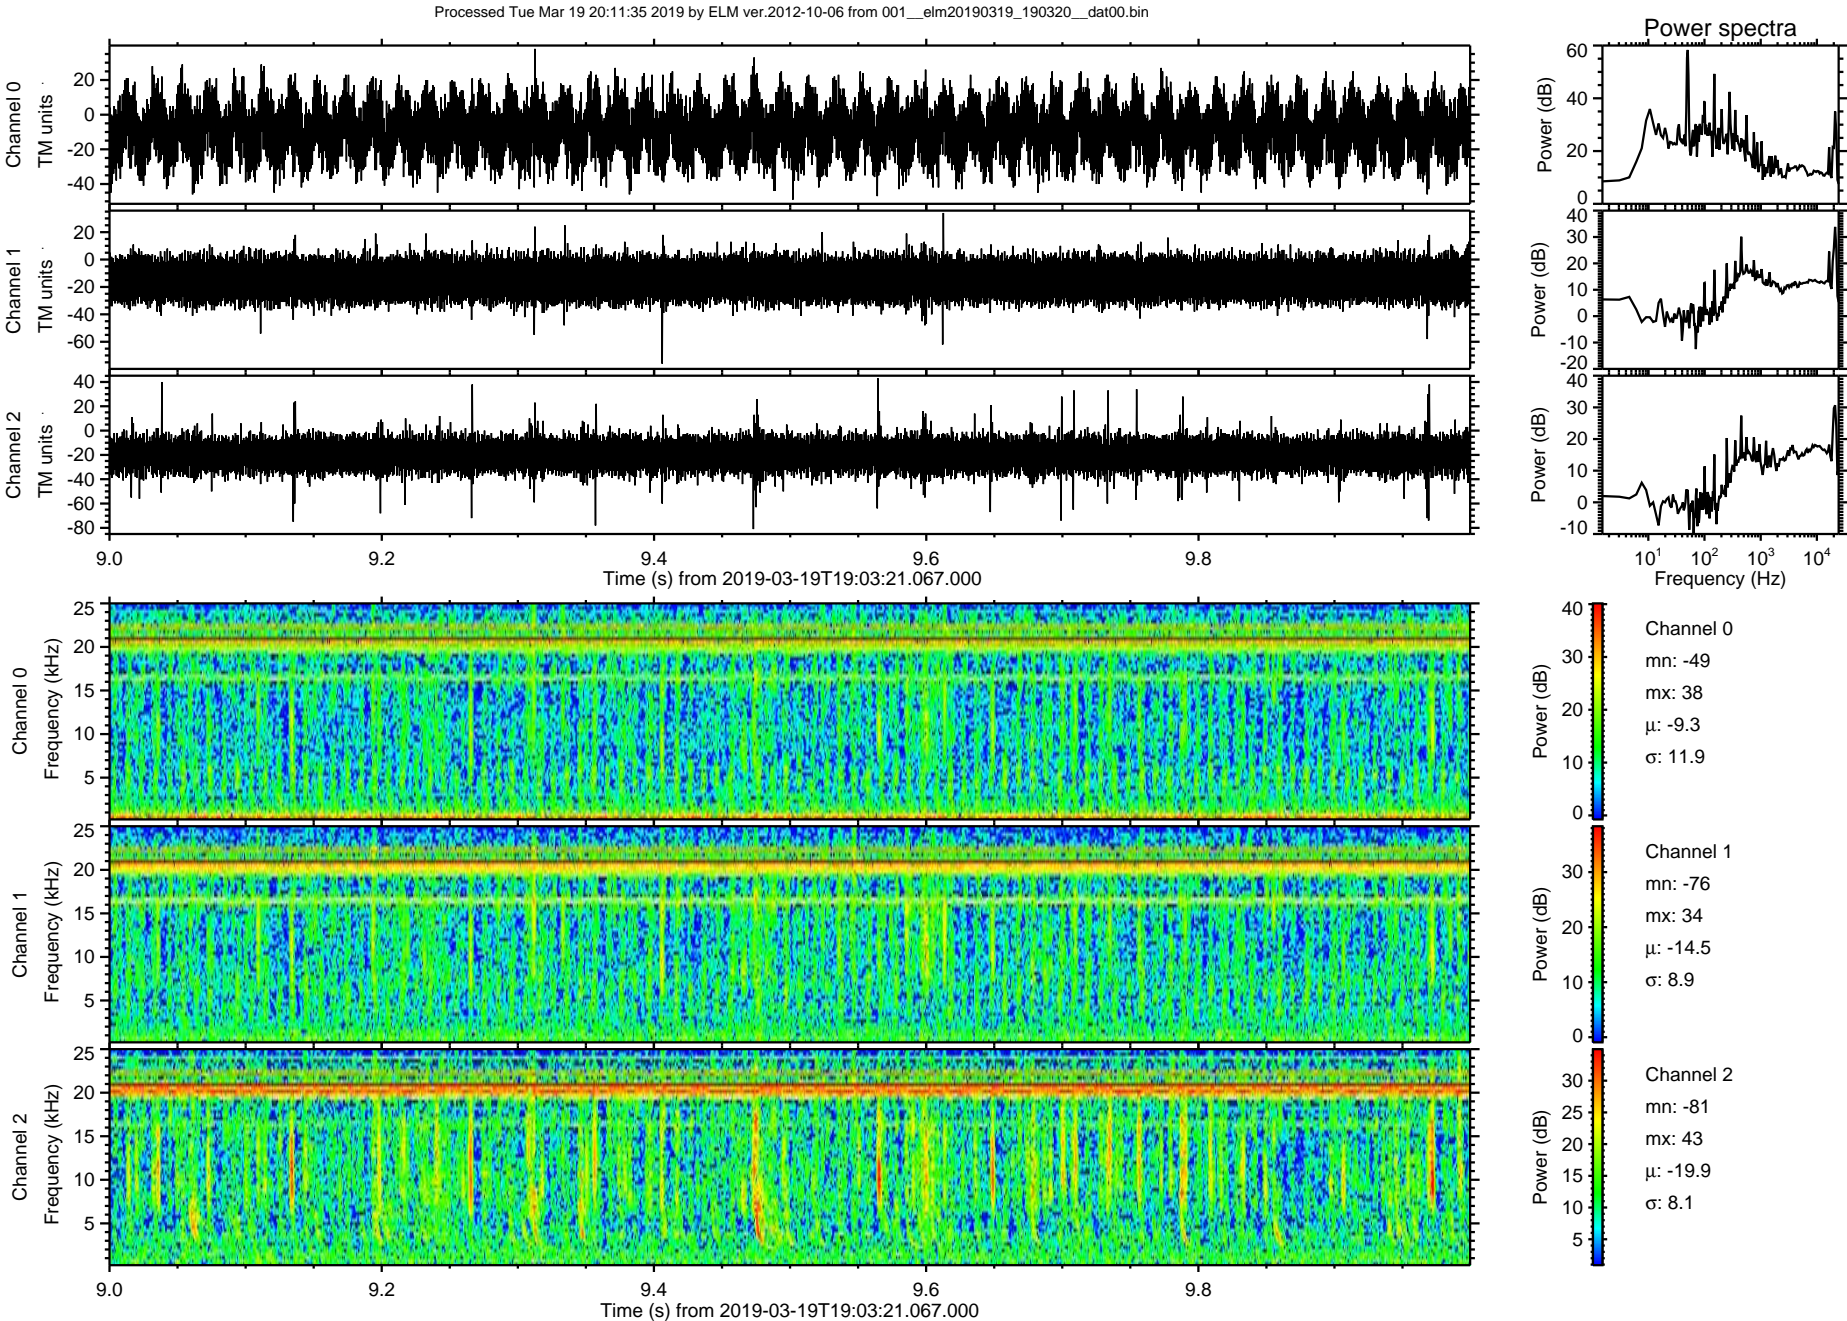 Processed Tue Mar 19 20:11:35 2019 by ELM ver.2012-10-06 from 001__elm20190319_190320__dat00.bin
Power spectra
Channel 0
TM units
20
0
-20
-40
Power (dB)
60
40
20
0
Channel 1
TM units
20
0
-20
-40
-60
Power (dB)
40
30
20
10
0
-10
-20
Channel 2
TM units
40
20
0
-20
-40
-60
-80
Power (dB)
40
30
20
10
0
-10
9.0 9.2 9.4 9.6 9.8
Time (s) from 2019-03-19T19:03:21.067.000
10¹ 10² 10³ 10⁴
Frequency (Hz)
Channel 0
Frequency (kHz)
25
20
15
10
5
Power (dB)
40
30
20
10
0
Channel 0
mn: -49
mx: 38
μ: -9.3
σ: 11.9
Channel 1
Frequency (kHz)
25
20
15
10
5
Power (dB)
30
20
10
0
Channel 1
mn: -76
mx: 34
μ: -14.5
σ: 8.9
Channel 2
Frequency (kHz)
25
20
15
10
5
Power (dB)
30
25
20
15
10
5
Channel 2
mn: -81
mx: 43
μ: -19.9
σ: 8.1
9.0 9.2 9.4 9.6 9.8
Time (s) from 2019-03-19T19:03:21.067.000